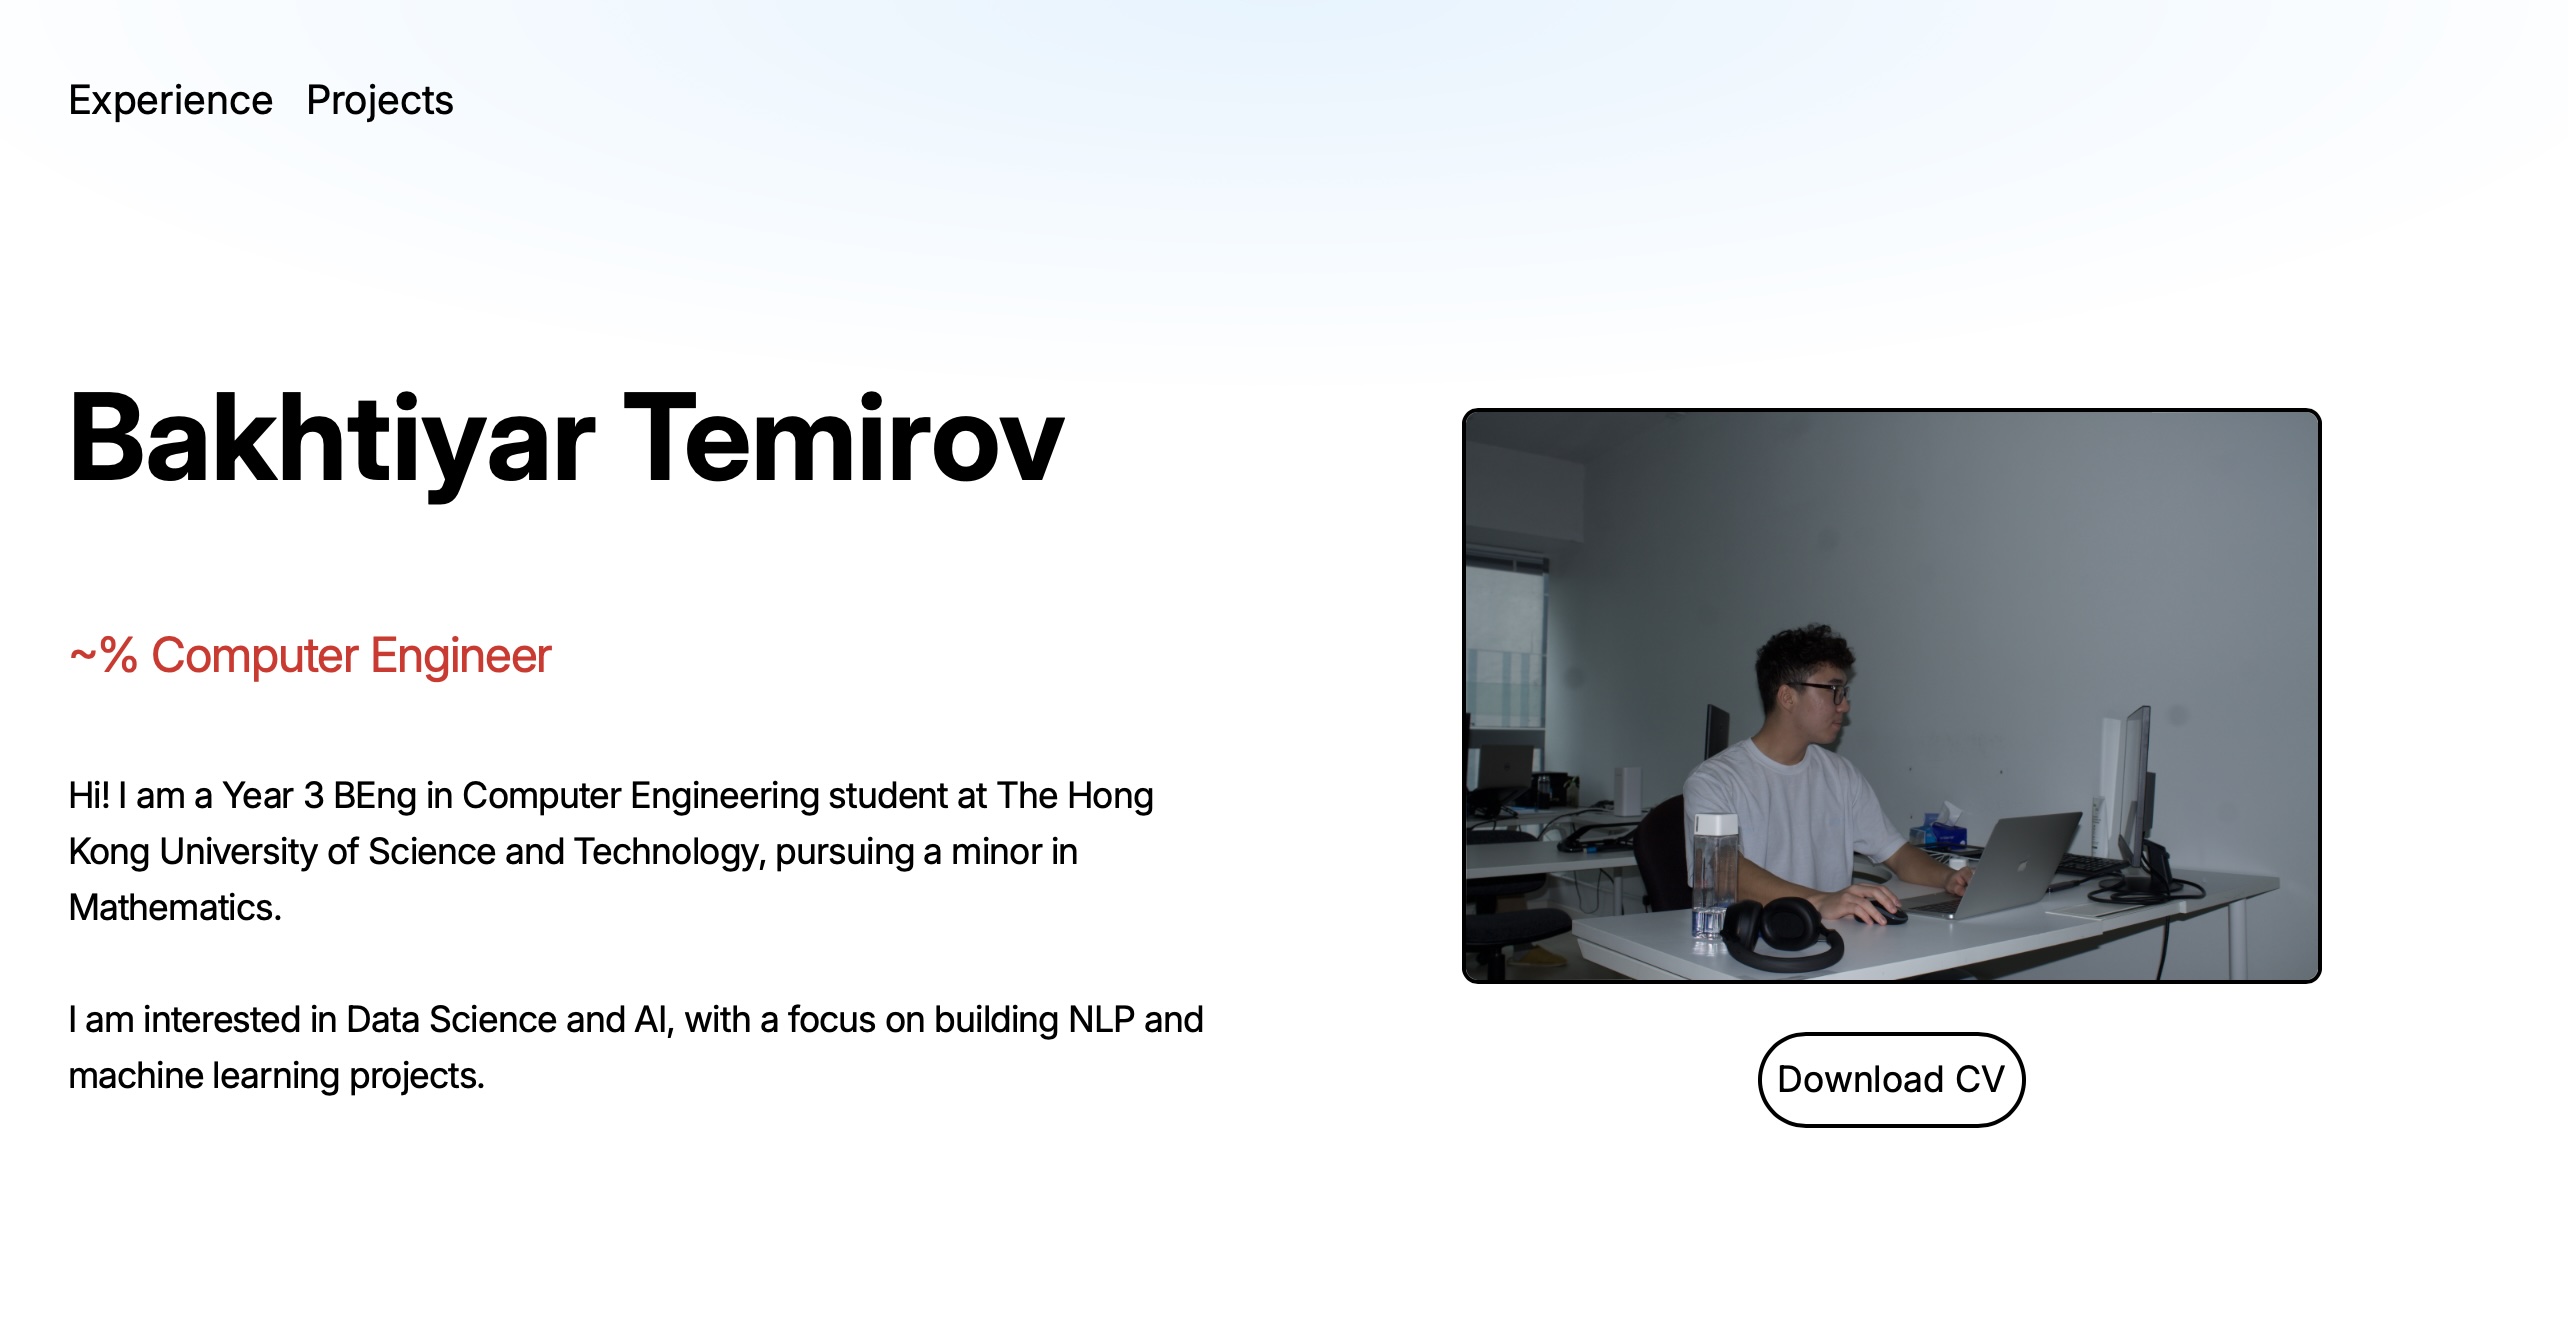 Experience Projects
Bakhtiyar Temirov
~% Computer Engineer
Hi! I am a Year 3 BEng in Computer Engineering student at The Hong
Kong University of Science and Technology, pursuing a minor in
Mathematics.
I am interested in Data Science and AI, with a focus on building NLP and
machine learning projects.
Download CV